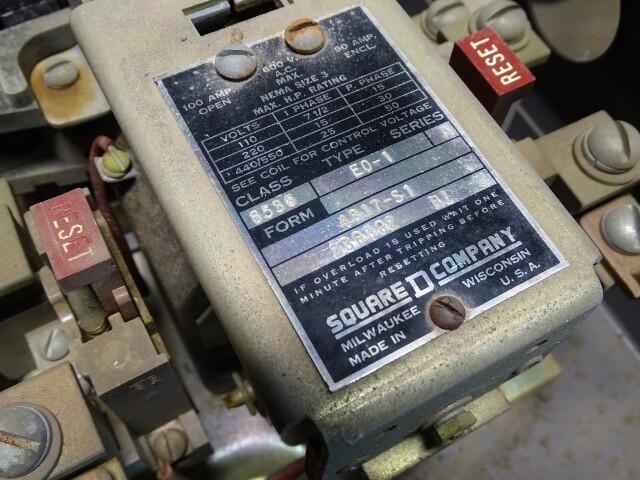 600 V.
A.C.
MAX.
100 AMP. OPEN
90 AMP. ENCL.
NEMA SIZE 3
MAX. H.P. RATING
VOLTS 1 PHASE P. PHASE
110 7 1/2 15
220 15 30
440/550 25 50
SEE COIL FOR CONTROL VOLTAGE
CLASS TYPE SERIES
8536 EO-1
FORM 4317-S1
IF OVERLOAD IS USED WAIT ONE
MINUTE AFTER TRIPPING BEFORE
RESETTING
SQUARE D COMPANY
MILWAUKEE WISCONSIN
MADE IN U.S.A.
RESET
RESET